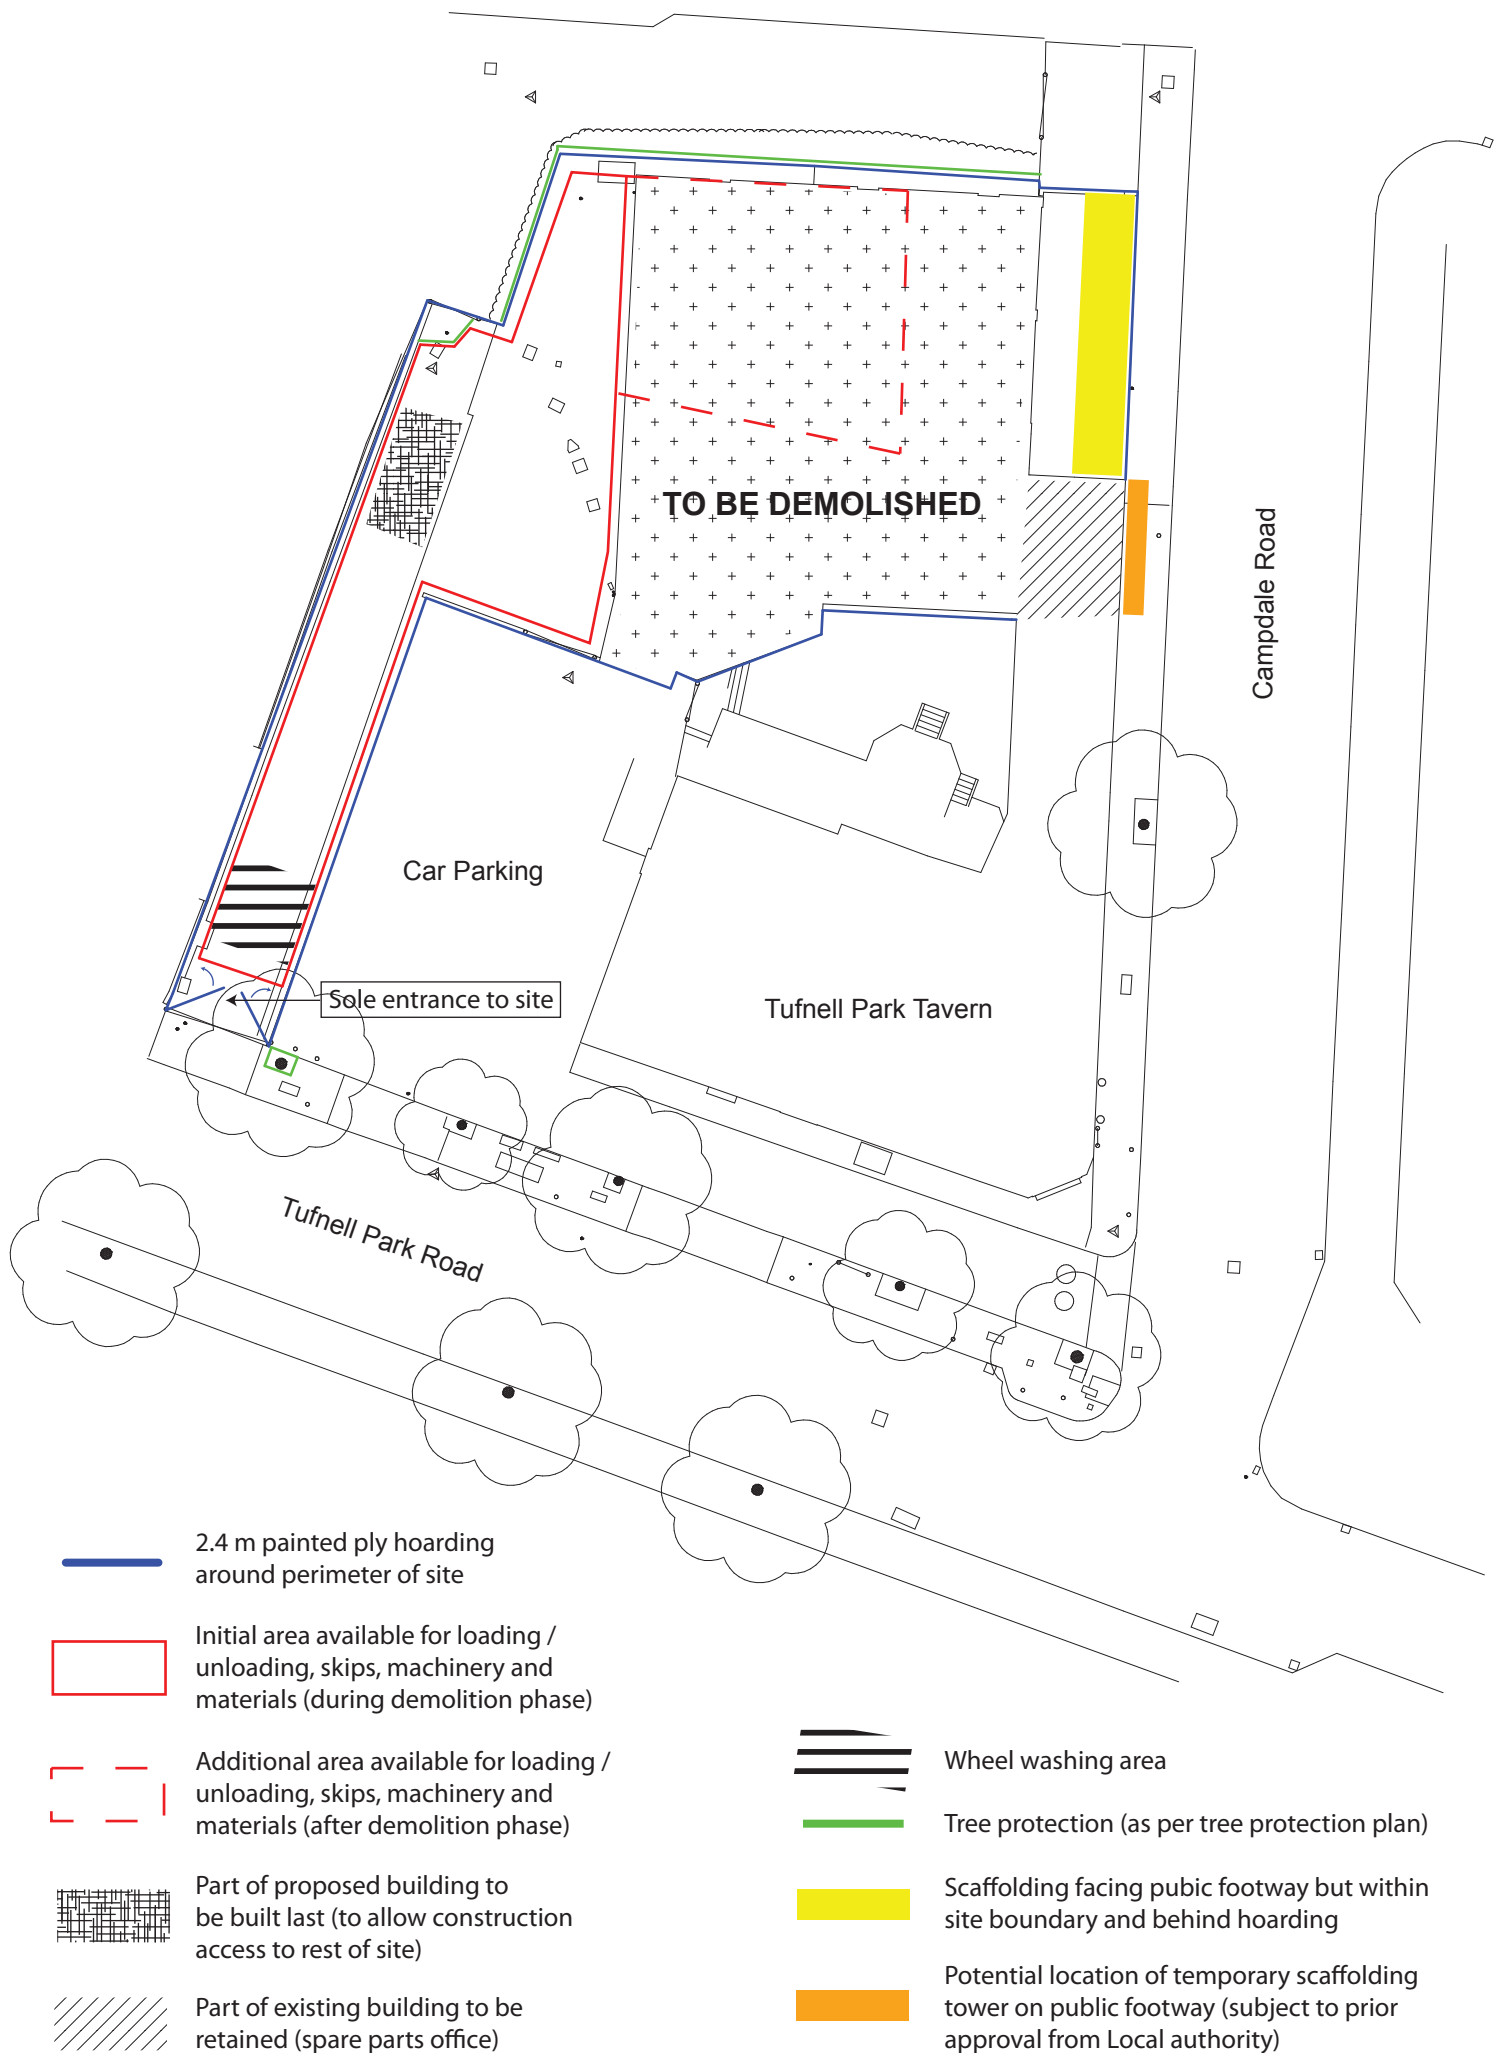 TO BE DEMOLISHED
Campdale Road
Car Parking
Sole entrance to site
Tufnell Park Tavern
Tufnell Park Road
2.4 m painted ply hoarding
around perimeter of site
Initial area available for loading /
unloading, skips, machinery and
materials (during demolition phase)
Additional area available for loading /
unloading, skips, machinery and
materials (after demolition phase)
Part of proposed building to
be built last (to allow construction
access to rest of site)
Part of existing building to be
retained (spare parts office)
Wheel washing area
Tree protection (as per tree protection plan)
Scaffolding facing pubic footway but within
site boundary and behind hoarding
Potential location of temporary scaffolding
tower on public footway (subject to prior
approval from Local authority)